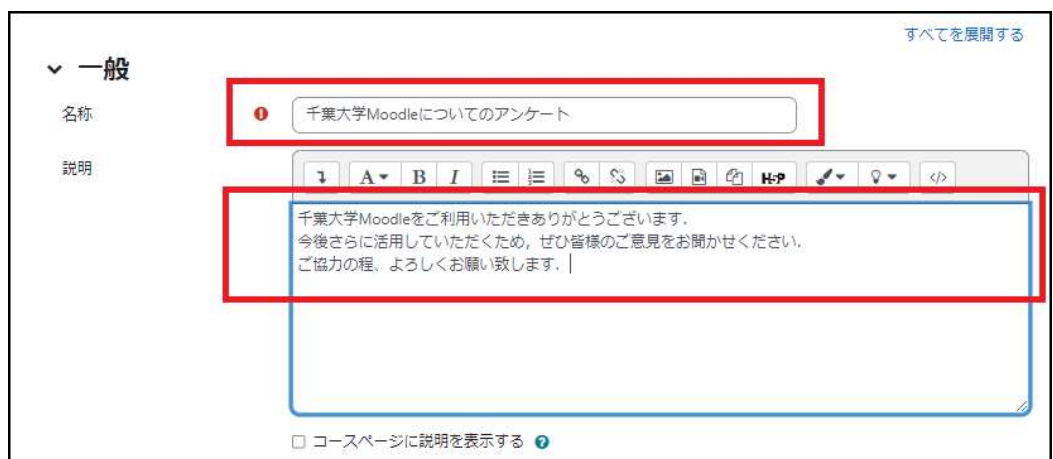 すべてを展開する
一般
名称
千葉大学Moodleについてのアンケート
説明
A B I H5P </>
千葉大学Moodleをご利用いただきありがとうございます.
今後さらに活用していただくため，ぜひ皆様のご意見をお聞かせください.
ご協力の程、よろしくお願い致します.
コースページに説明を表示する